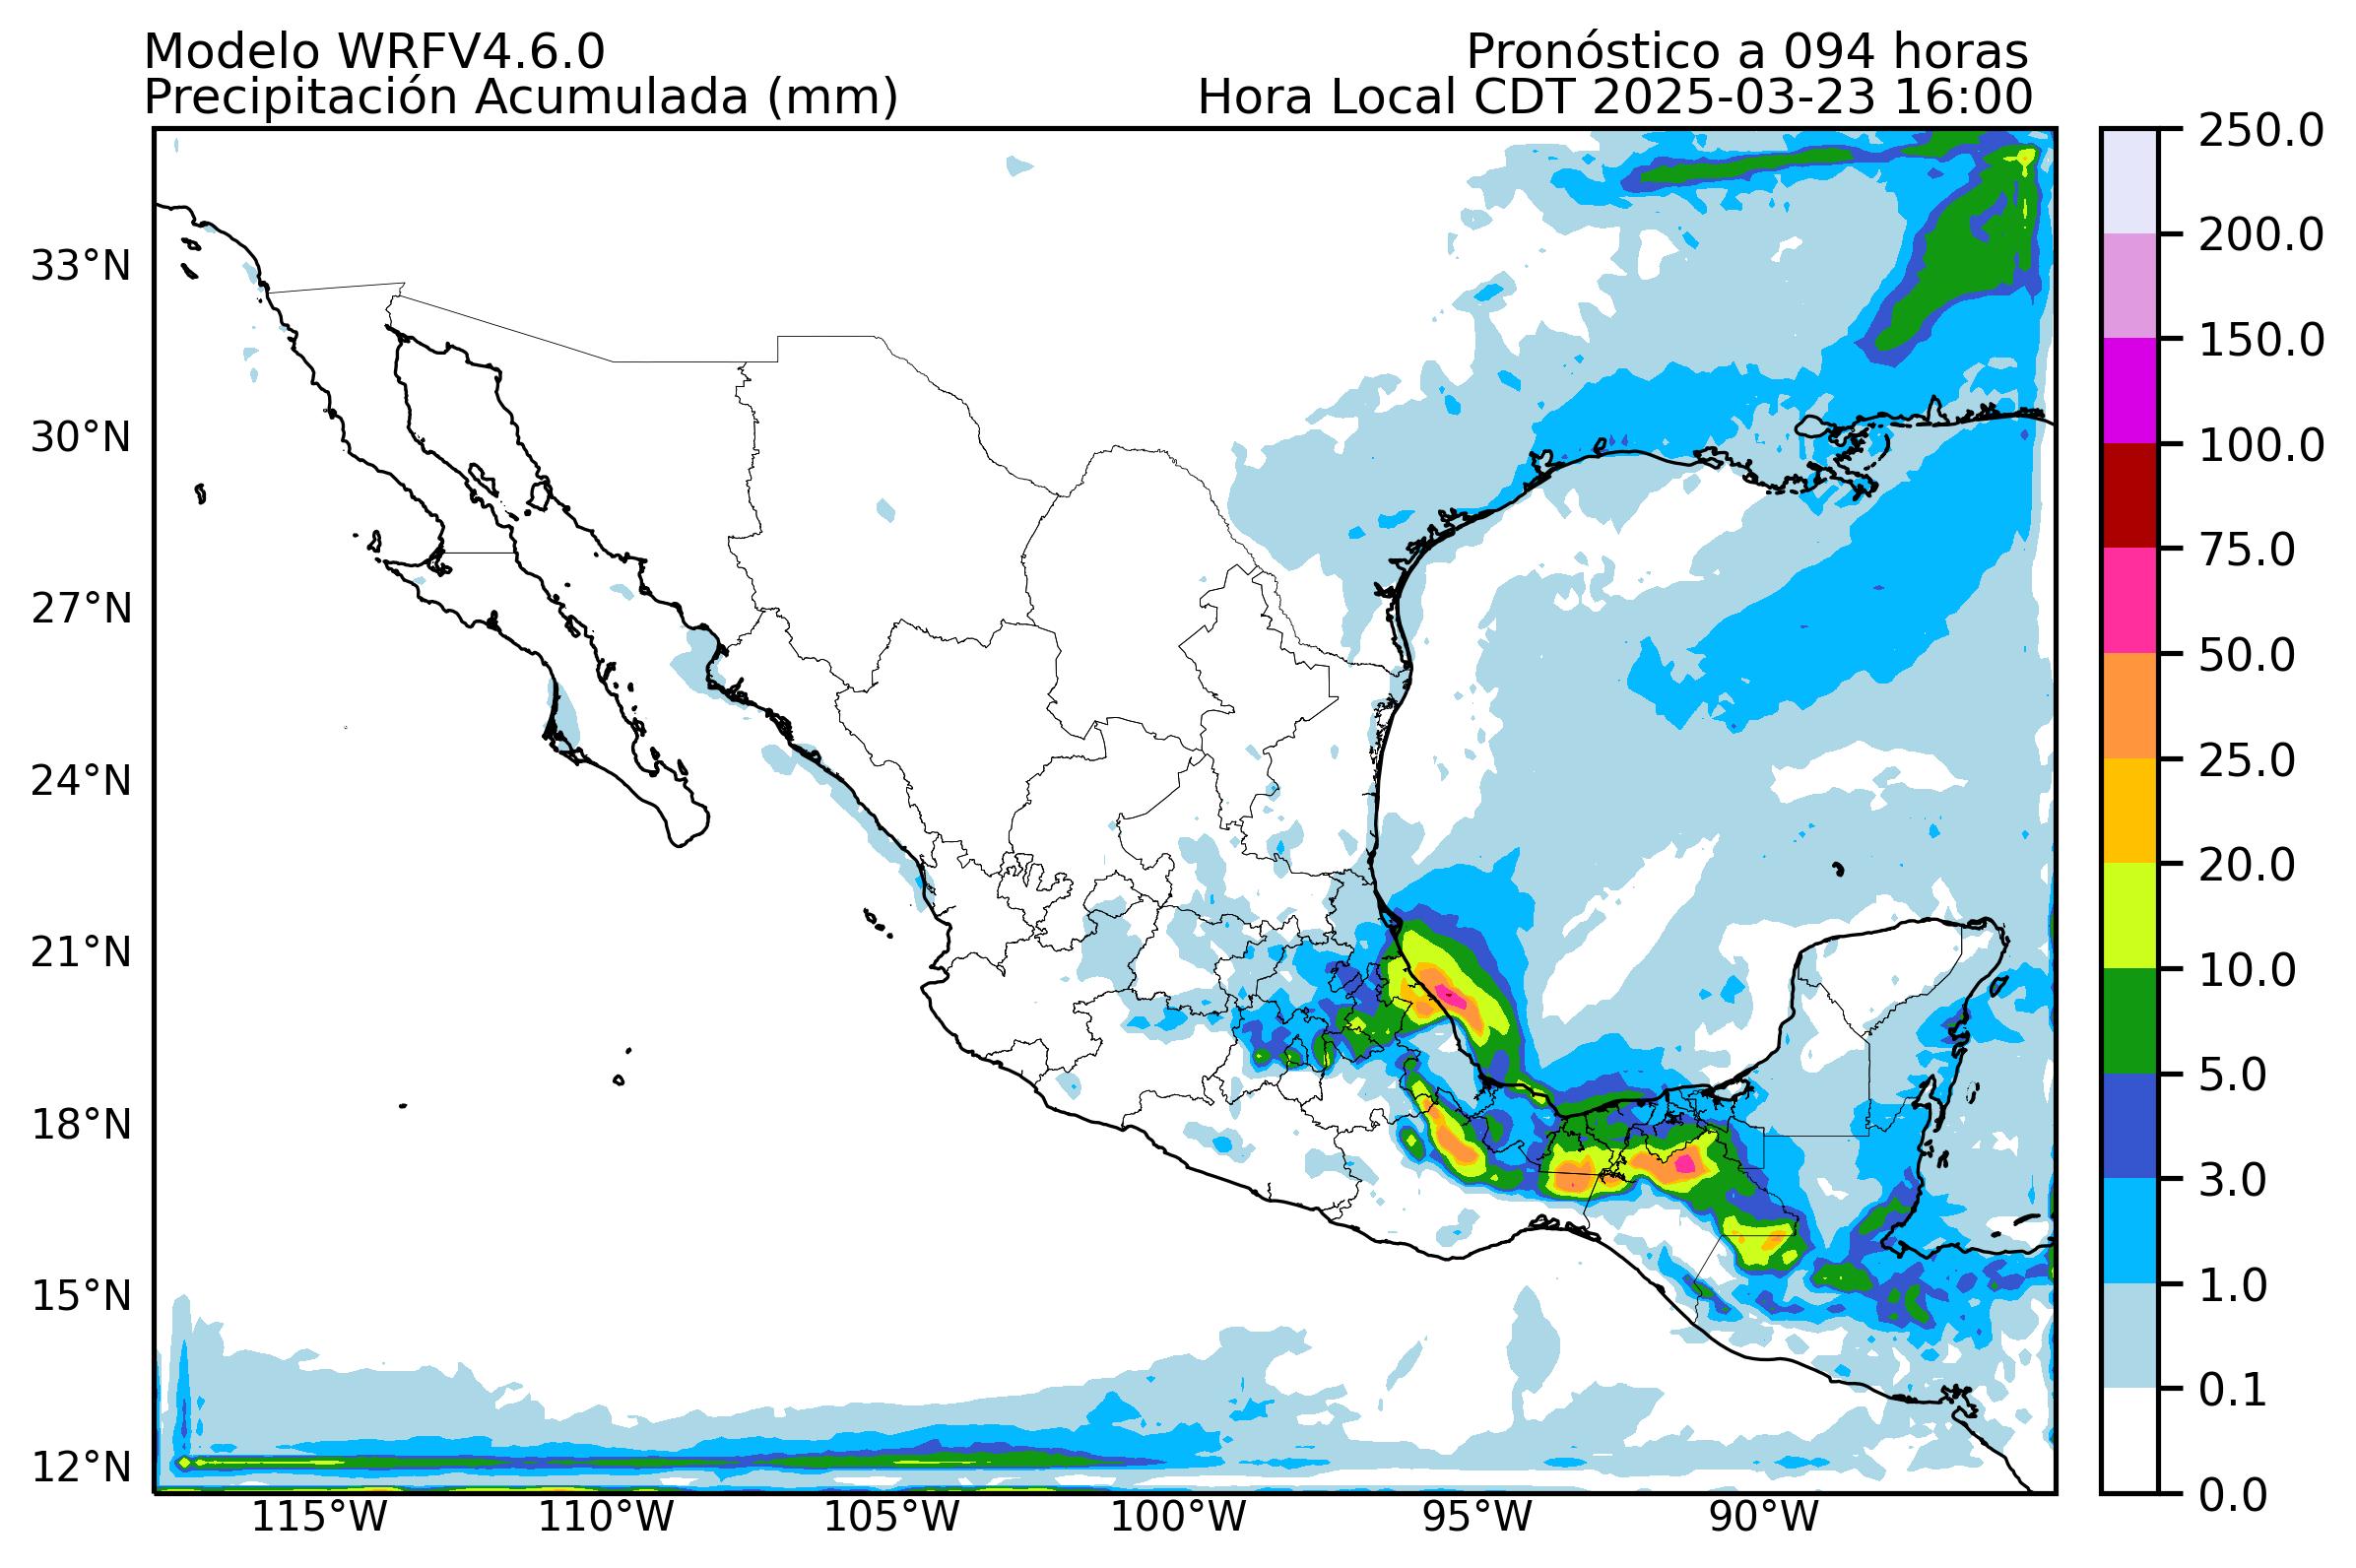 Modelo WRFV4.6.0
Pronóstico a 094 horas
Precipitación Acumulada (mm)
Hora Local CDT 2025-03-23 16:00
33°N
30°N
27°N
24°N
21°N
18°N
15°N
12°N
115°W
110°W
105°W
100°W
95°W
90°W
250.0
200.0
150.0
100.0
75.0
50.0
25.0
20.0
10.0
5.0
3.0
1.0
0.1
0.0